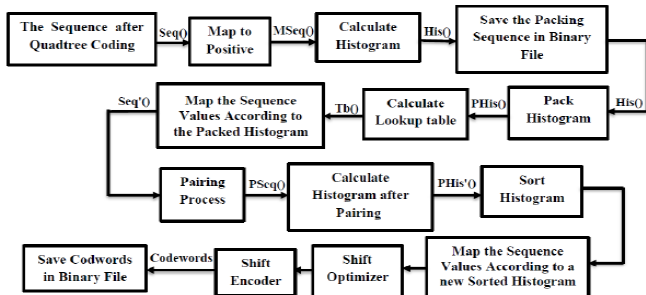 The Sequence after
Quadtree Coding
Seq()
Map to
Positive
MSeq()
Calculate
Histogram
His()
Save the Packing
Sequence in Binary
File
His()
Pack
Histogram
PHis()
Calculate
Lookup table
Tb()
Map the Sequence
Values According to
the Packed Histogram
Seq'()
Pairing
Process
PSeq()
Calculate
Histogram after
Pairing
PHis'()
Sort
Histogram
Map the Sequence
Values According to a
new Sorted Histogram
Shift
Optimizer
Shift
Encoder
Codewords
Save Codwords
in Binary File